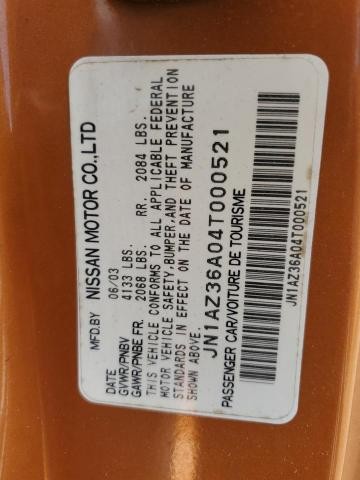 MFD.BY NISSAN MOTOR CO.,LTD
DATE 06/03
GVWR/PNBV 4133 LBS.
GAWR/PNBE FR. 2068 LBS. RR. 2084 LBS.
THIS VEHICLE CONFORMS TO ALL APPLICABLE FEDERAL
MOTOR VEHICLE SAFETY,BUMPER,AND THEFT PREVENTION
STANDARDS IN EFFECT ON THE DATE OF MANUFACTURE
SHOWN ABOVE.
JN1AZ36A04T000521
PASSENGER CAR/VOITURE DE TOURISME
JN1AZ36A04T000521